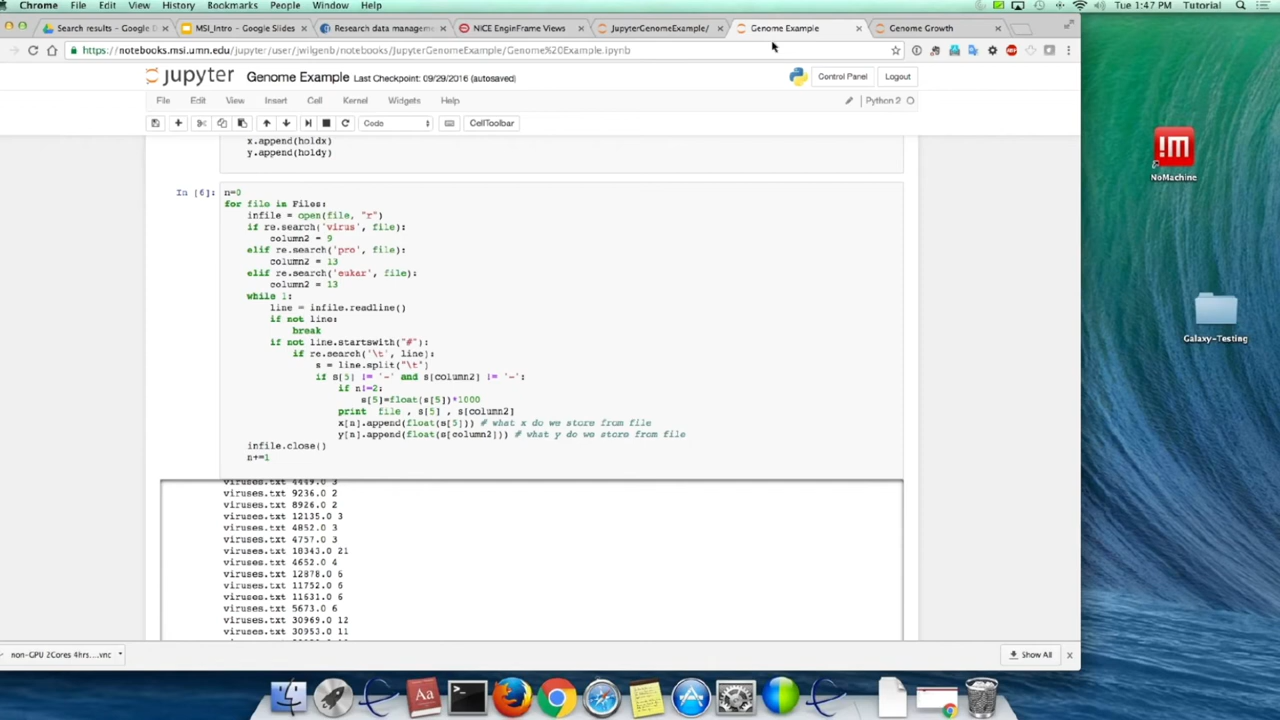 Chrome File Edit View History Bookmarks People Window Help Tue 1:47 PM Tutorial
Search results - Google D MSI_Intro - Google Slides Research data managem NICE EnginFrame Views JupyterGenomeExample/ Genome Example Genome Growth
https://notebooks.msi.umn.edu/jupyter/user/jwilgenb/notebooks/JupyterGenomeExample/Genome%20Example.ipynb
jupyter Genome Example Last Checkpoint: 09/29/2016 (autosaved) Control Panel Logout
File Edit View Insert Cell Kernel Widgets Help Python 2
Code CellToolbar
x.append(holdx)
y.append(holdy)
In [6]: n=0
for file in Files:
infile = open(file, "r")
if re.search('virus', file):
column2 = 9
elif re.search('pro', file):
column2 = 13
elif re.search('eukar', file):
column2 = 13
while 1:
line = infile.readline()
if not line:
break
if not line.startswith("#"):
if re.search('\t', line):
s = line.split("\t")
if s[5] != '-' and s[column2] != '-':
if n!=2:
s[5]=float(s[5])*1000
print file , s[5] , s[column2]
x[n].append(float(s[5])) # what x do we store from file
y[n].append(float(s[column2])) # what y do we store from file
infile.close()
n+=1
viruses.txt 4449.0 3
viruses.txt 9236.0 2
viruses.txt 8926.0 2
viruses.txt 12135.0 3
viruses.txt 4852.0 3
viruses.txt 4757.0 3
viruses.txt 18343.0 21
viruses.txt 4652.0 4
viruses.txt 12878.0 6
viruses.txt 11752.0 6
viruses.txt 11631.0 6
viruses.txt 5673.0 6
viruses.txt 30969.0 12
viruses.txt 30953.0 11
non-GPU 2Cores 4hrs....vnc Show All
!M
NoMachine
Galaxy-Testing
Aa